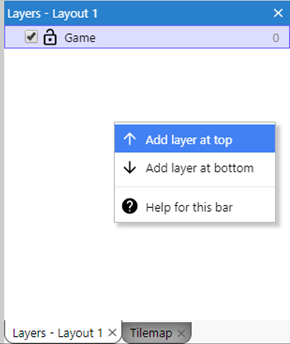 Layers - Layout 1
Game 0
Add layer at top
Add layer at bottom
Help for this bar
Layers - Layout 1 Tilemap